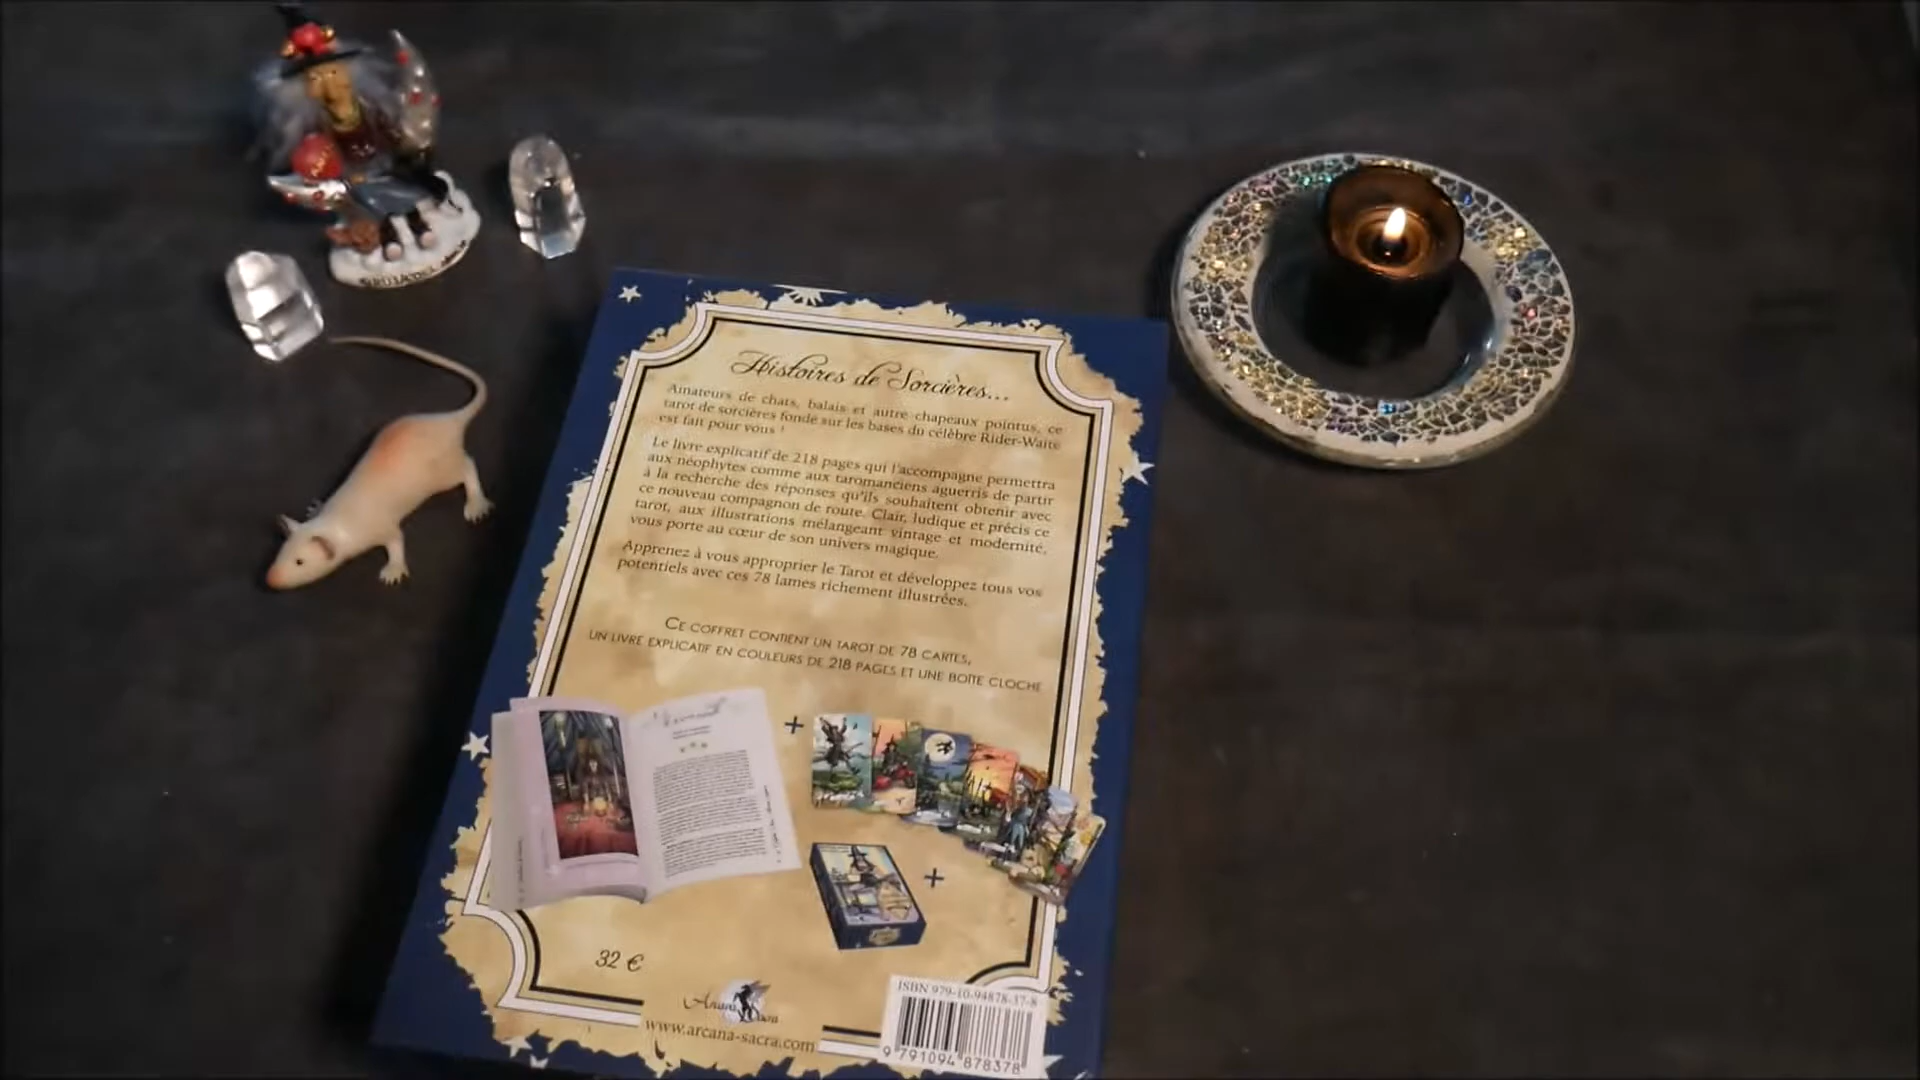 Histoires de Sorcières...
Amateurs de chats, balais et autre chapeaux pointus, ce
tarot de sorcières fondé sur les bases du célèbre Rider-Waite
est fait pour vous !
Le livre explicatif de 218 pages qui l'accompagne permettra
aux néophytes comme aux taromanciens aguerris de partir
à la recherche des réponses qu'ils souhaitent obtenir avec
ce nouveau compagnon de route. Clair, ludique et précis ce
tarot, aux illustrations mélangeant vintage et modernité,
vous porte au cœur de son univers magique.
Apprenez à vous approprier le Tarot et développez tous vos
potentiels avec ces 78 lames richement illustrées.
CE COFFRET CONTIENT UN TAROT DE 78 CARTES,
UN LIVRE EXPLICATIF EN COULEURS DE 218 PAGES ET UNE BOÎTE CLOCHE
+
+
32 €
Arcana Sacra
www.arcana-sacra.com
ISBN 979-10-94878-37-8
9 791094 878378